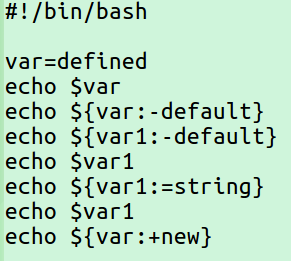 #!/bin/bash
var=defined
echo $var
echo ${var:-default}
echo ${var1:-default}
echo $var1
echo ${var1:=string}
echo $var1
echo ${var:+new}